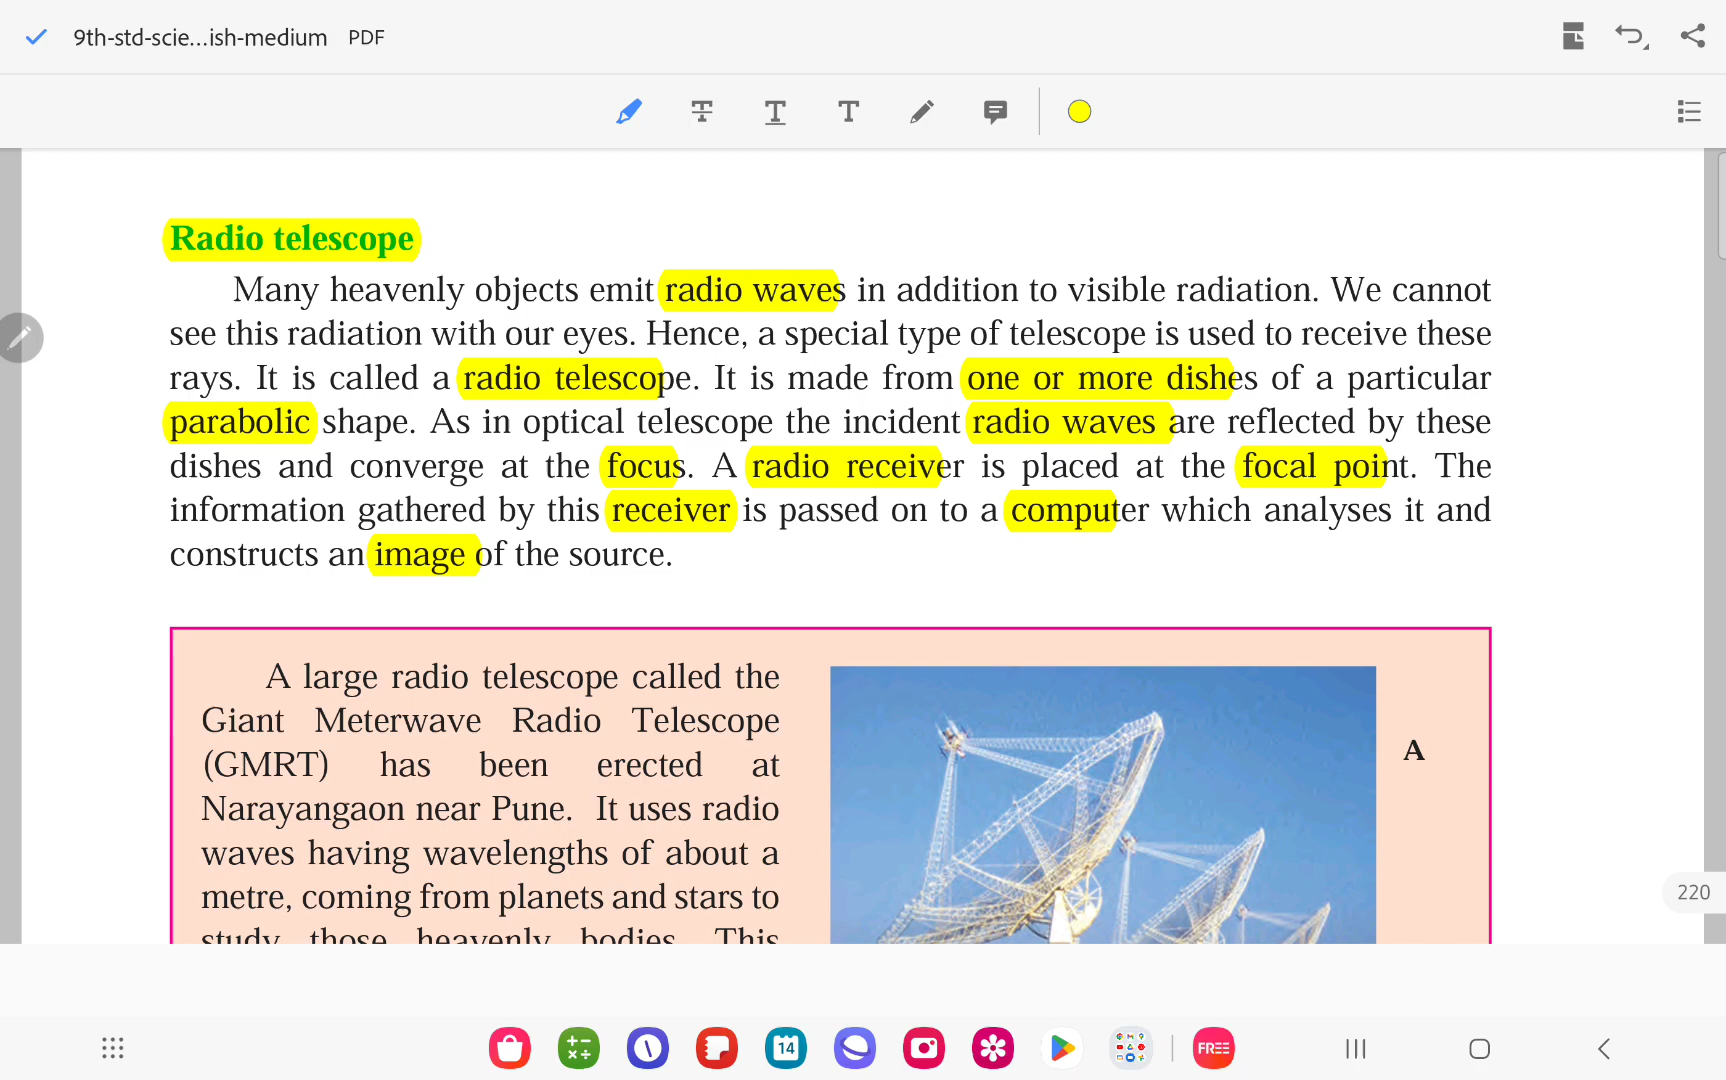 9th-std-scie...ish-medium PDF
Radio telescope
Many heavenly objects emit radio waves in addition to visible radiation. We cannot
see this radiation with our eyes. Hence, a special type of telescope is used to receive these
rays. It is called a radio telescope. It is made from one or more dishes of a particular
parabolic shape. As in optical telescope the incident radio waves are reflected by these
dishes and converge at the focus. A radio receiver is placed at the focal point. The
information gathered by this receiver is passed on to a computer which analyses it and
constructs an image of the source.
A large radio telescope called the
Giant Meterwave Radio Telescope
(GMRT) has been erected at
Narayangaon near Pune. It uses radio
waves having wavelengths of about a
metre, coming from planets and stars to
study those heavenly bodies. This
A
220
14
FREE